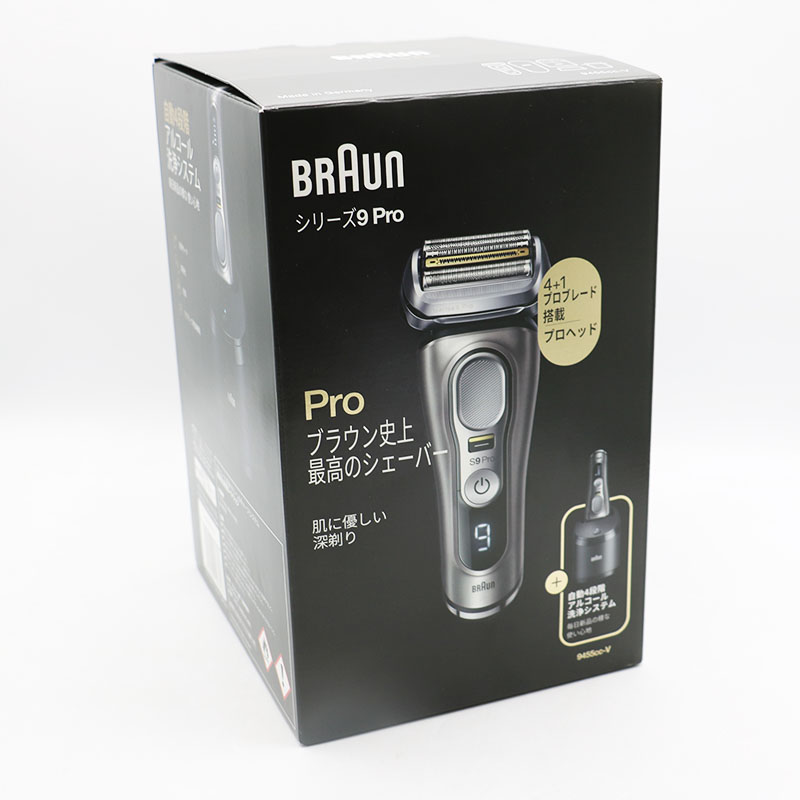 BRAUN
Made in Germany
9455cc-V
自動4段階
アルコール
洗浄システム
BRAUN
シリーズ9 Pro
4+1
プロブレード
搭載
プロヘッド
Pro
ブラウン史上
最高のシェーバー
肌に優しい
深剃り
S9 Pro
9
BRAUN
BRAUN
+
自動4段階
アルコール
洗浄システム
毎日新品の様な
使い心地
9455cc-V